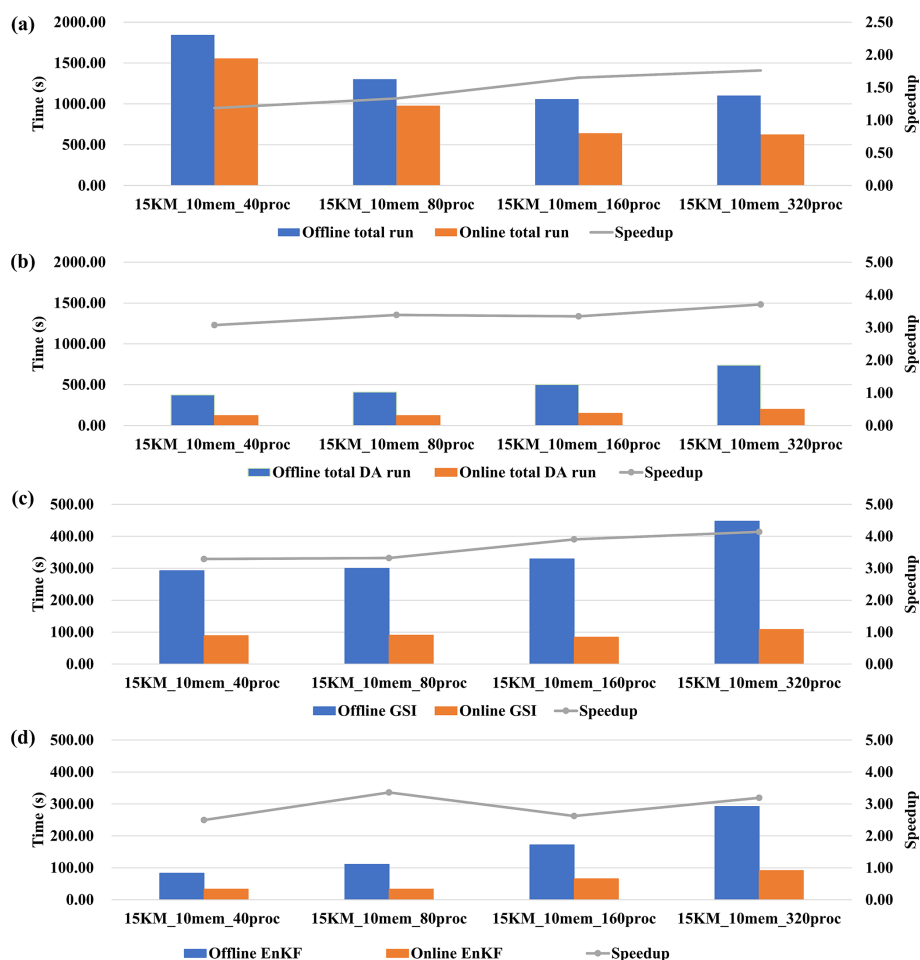 (a)
2000.00 2.50
1500.00 2.00
1000.00 1.50
500.00 1.00
0.00 0.50
0.00
Time (s)
Speedup
15KM_10mem_40proc 15KM_10mem_80proc 15KM_10mem_160proc 15KM_10mem_320proc
Offline total run Online total run Speedup
(b)
2000.00 5.00
1500.00 4.00
1000.00 3.00
500.00 2.00
0.00 1.00
0.00
Time (s)
Speedup
15KM_10mem_40proc 15KM_10mem_80proc 15KM_10mem_160proc 15KM_10mem_320proc
Offline total DA run Online total DA run Speedup
(c)
500.00 5.00
400.00 4.00
300.00 3.00
200.00 2.00
100.00 1.00
0.00 0.00
Time (s)
Speedup
15KM_10mem_40proc 15KM_10mem_80proc 15KM_10mem_160proc 15KM_10mem_320proc
Offline GSI Online GSI Speedup
(d)
500.00 5.00
400.00 4.00
300.00 3.00
200.00 2.00
100.00 1.00
0.00 0.00
Time (s)
Speedup
15KM_10mem_40proc 15KM_10mem_80proc 15KM_10mem_160proc 15KM_10mem_320proc
Offline EnKF Online EnKF Speedup